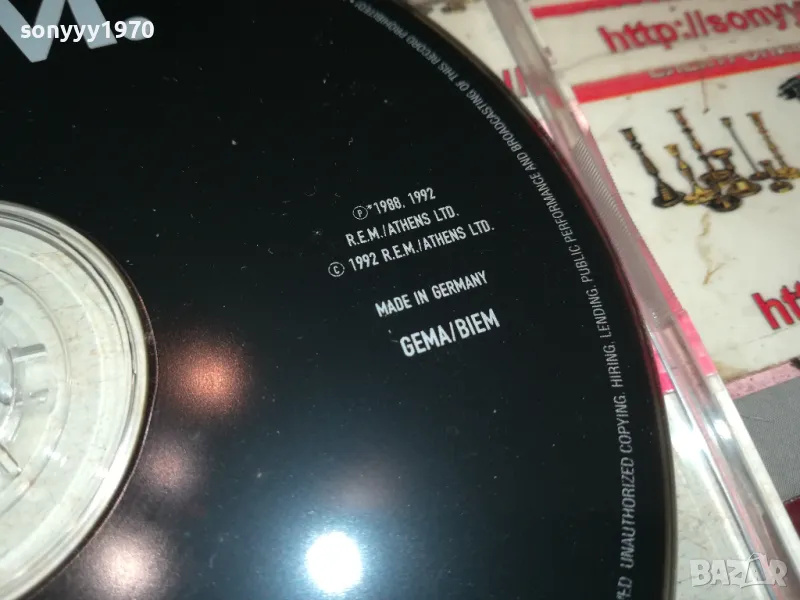 sonyyy1970
M.
http://sony
℗*1988, 1992
R.E.M./ATHENS LTD.
© 1992 R.E.M./ATHENS LTD.
MADE IN GERMANY
GEMA/BIEM
UNAUTHORIZED COPYING, HIRING, LENDING, PUBLIC PERFORMANCE AND BROADCASTING OF THIS RECORD PROHIBITED
htt
BAZAR